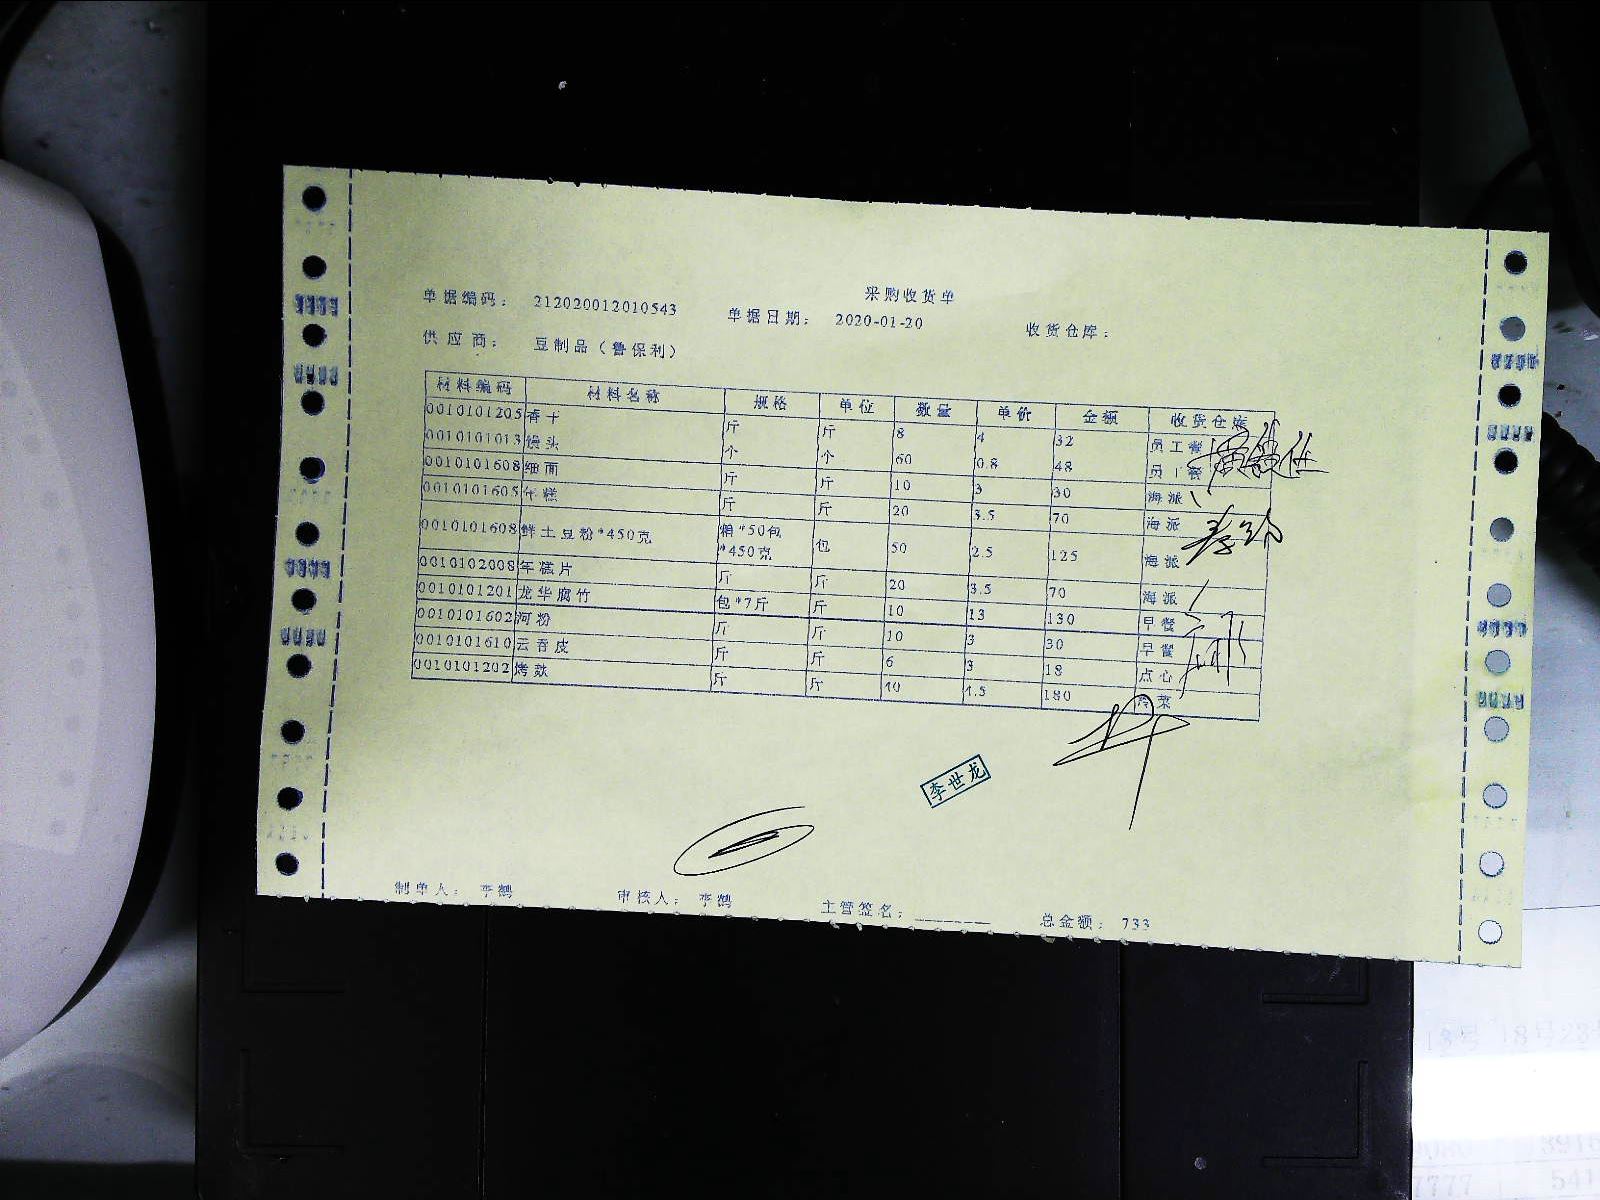 采购收货单
单据编码： 212020012010543 单据日期： 2020-01-20 收货仓库：
供应商： 豆制品（鲁保利）
材料编码 材料名称 规格 单位 数量 单价 金额 收货仓库
0010101205 香干 斤 斤 8 4 32 员工餐
0010101013 馒头 个 个 60 0.8 48 员工餐
0010101608 细面 斤 斤 10 3 30 海派
0010101605 年糕 斤 斤 20 3.5 70 海派
0010101608 鲜土豆粉*450克 箱*50包*450克 包 50 2.5 125 海派
0010102008 年糕片 斤 斤 20 3.5 70 海派
0010101201 龙华腐竹 包*7斤 斤 10 13 130 早餐
0010101602 河粉 斤 斤 10 3 30 早餐
0010101610 云吞皮 斤 斤 6 3 18 点心
0010101202 烤麸 斤 斤 180
李世龙
制单人： 李鹤 审核人： 李鹤 主管签名： 总金额： 733
13号 18号23